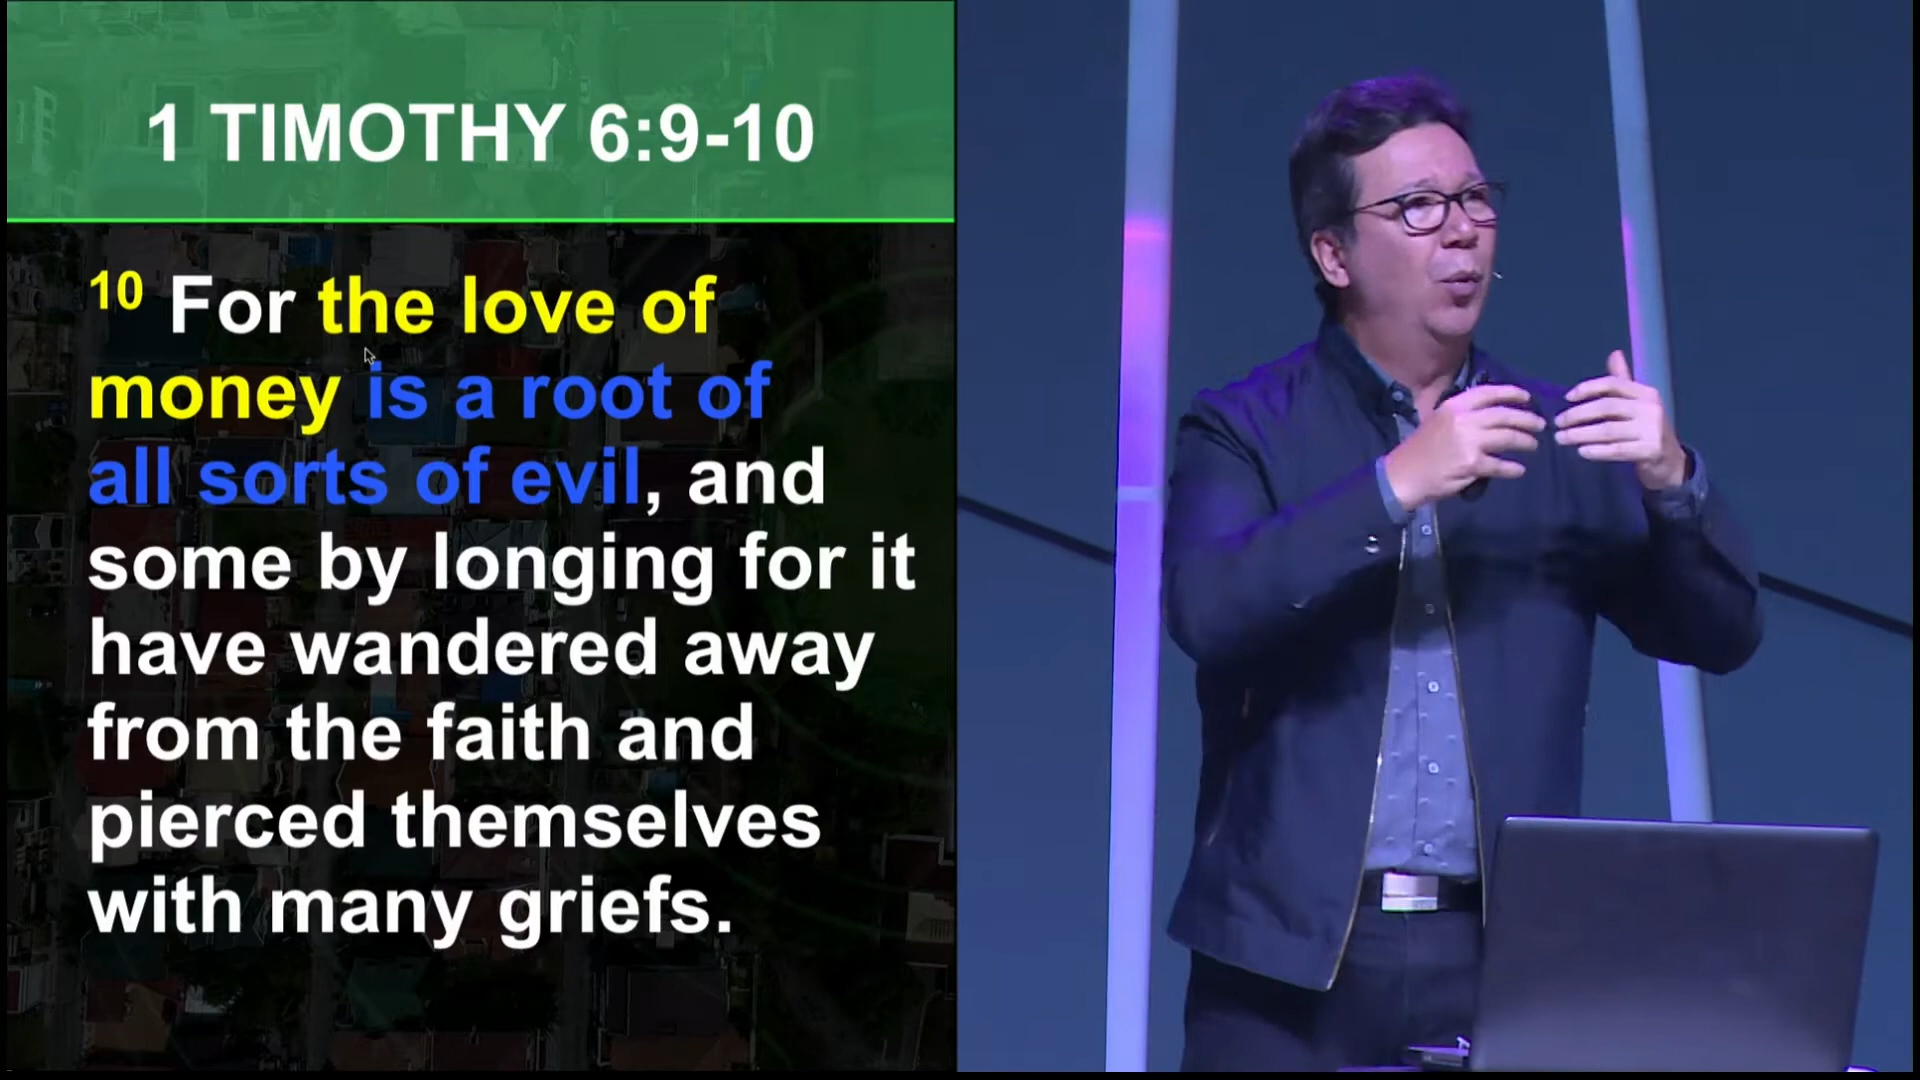 1 TIMOTHY 6:9-10
10 For the love of
money is a root of
all sorts of evil, and
some by longing for it
have wandered away
from the faith and
pierced themselves
with many griefs.